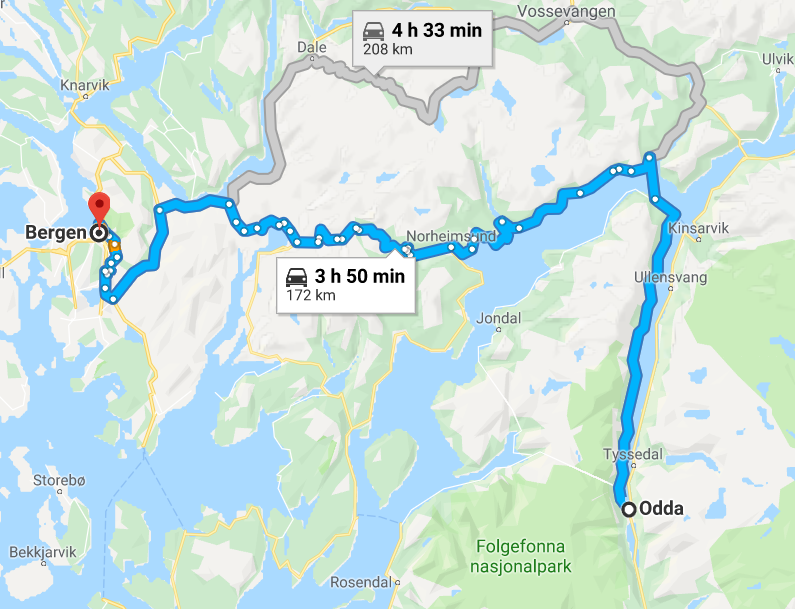 Vossevangen
4 h 33 min
208 km
Dale
Ulvik
Knarvik
Bergen
Norheimsund
Kinsarvik
3 h 50 min
172 km
Ullensvang
Jondal
Tyssedal
Storebø
Odda
Bekkjarvik
Folgefonna
nasjonalpark
Rosendal